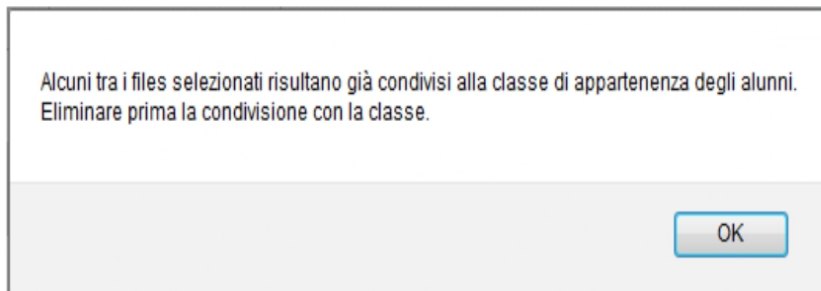 Alcuni tra i files selezionati risultano già condivisi alla classe di appartenenza degli alunni.
Eliminare prima la condivisione con la classe.
OK